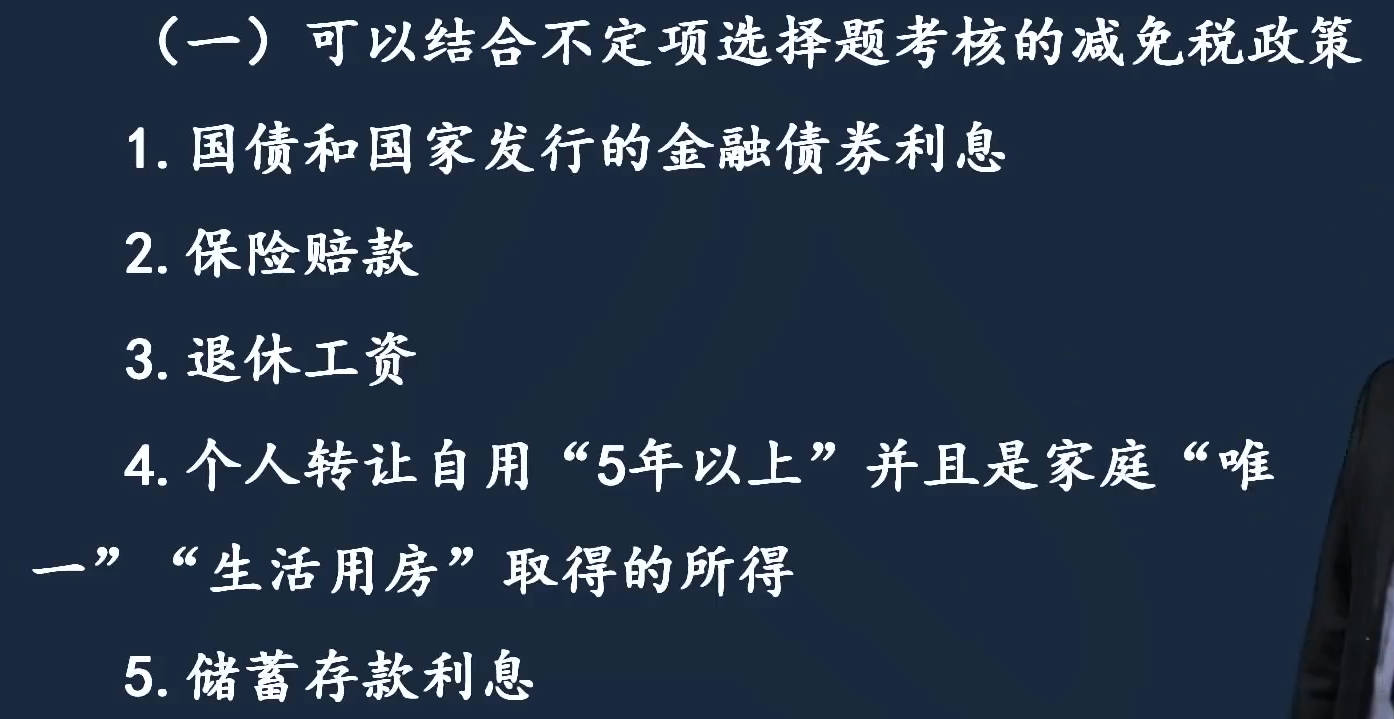 （一）可以结合不定项选择题考核的减免税政策
1.国债和国家发行的金融债券利息
2.保险赔款
3.退休工资
4.个人转让自用“5年以上”并且是家庭“唯
一”“生活用房”取得的所得
5.储蓄存款利息